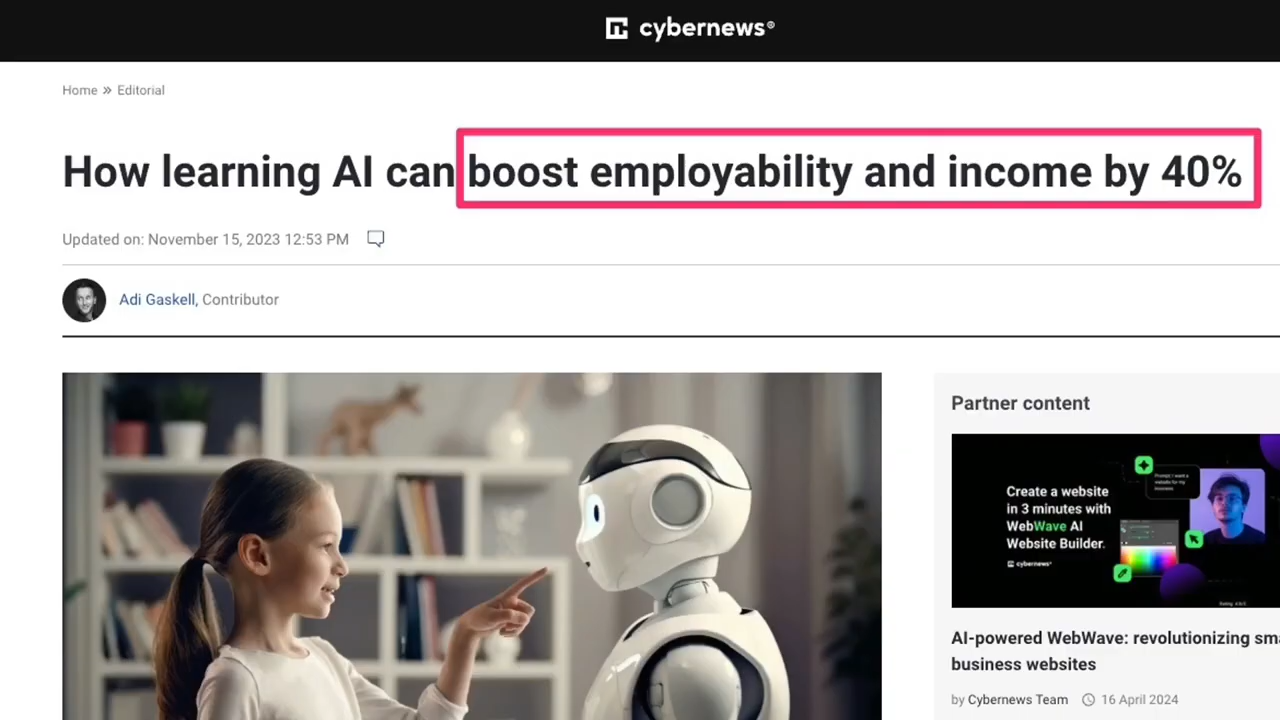 cybernews®
Home » Editorial
How learning AI can boost employability and income by 40%
Updated on: November 15, 2023 12:53 PM
Adi Gaskell, Contributor
Partner content
Create a website
in 3 minutes with
WebWave AI
Website Builder.
cybernews®
AI-powered WebWave: revolutionizing
business websites
by Cybernews Team
16 April 2024